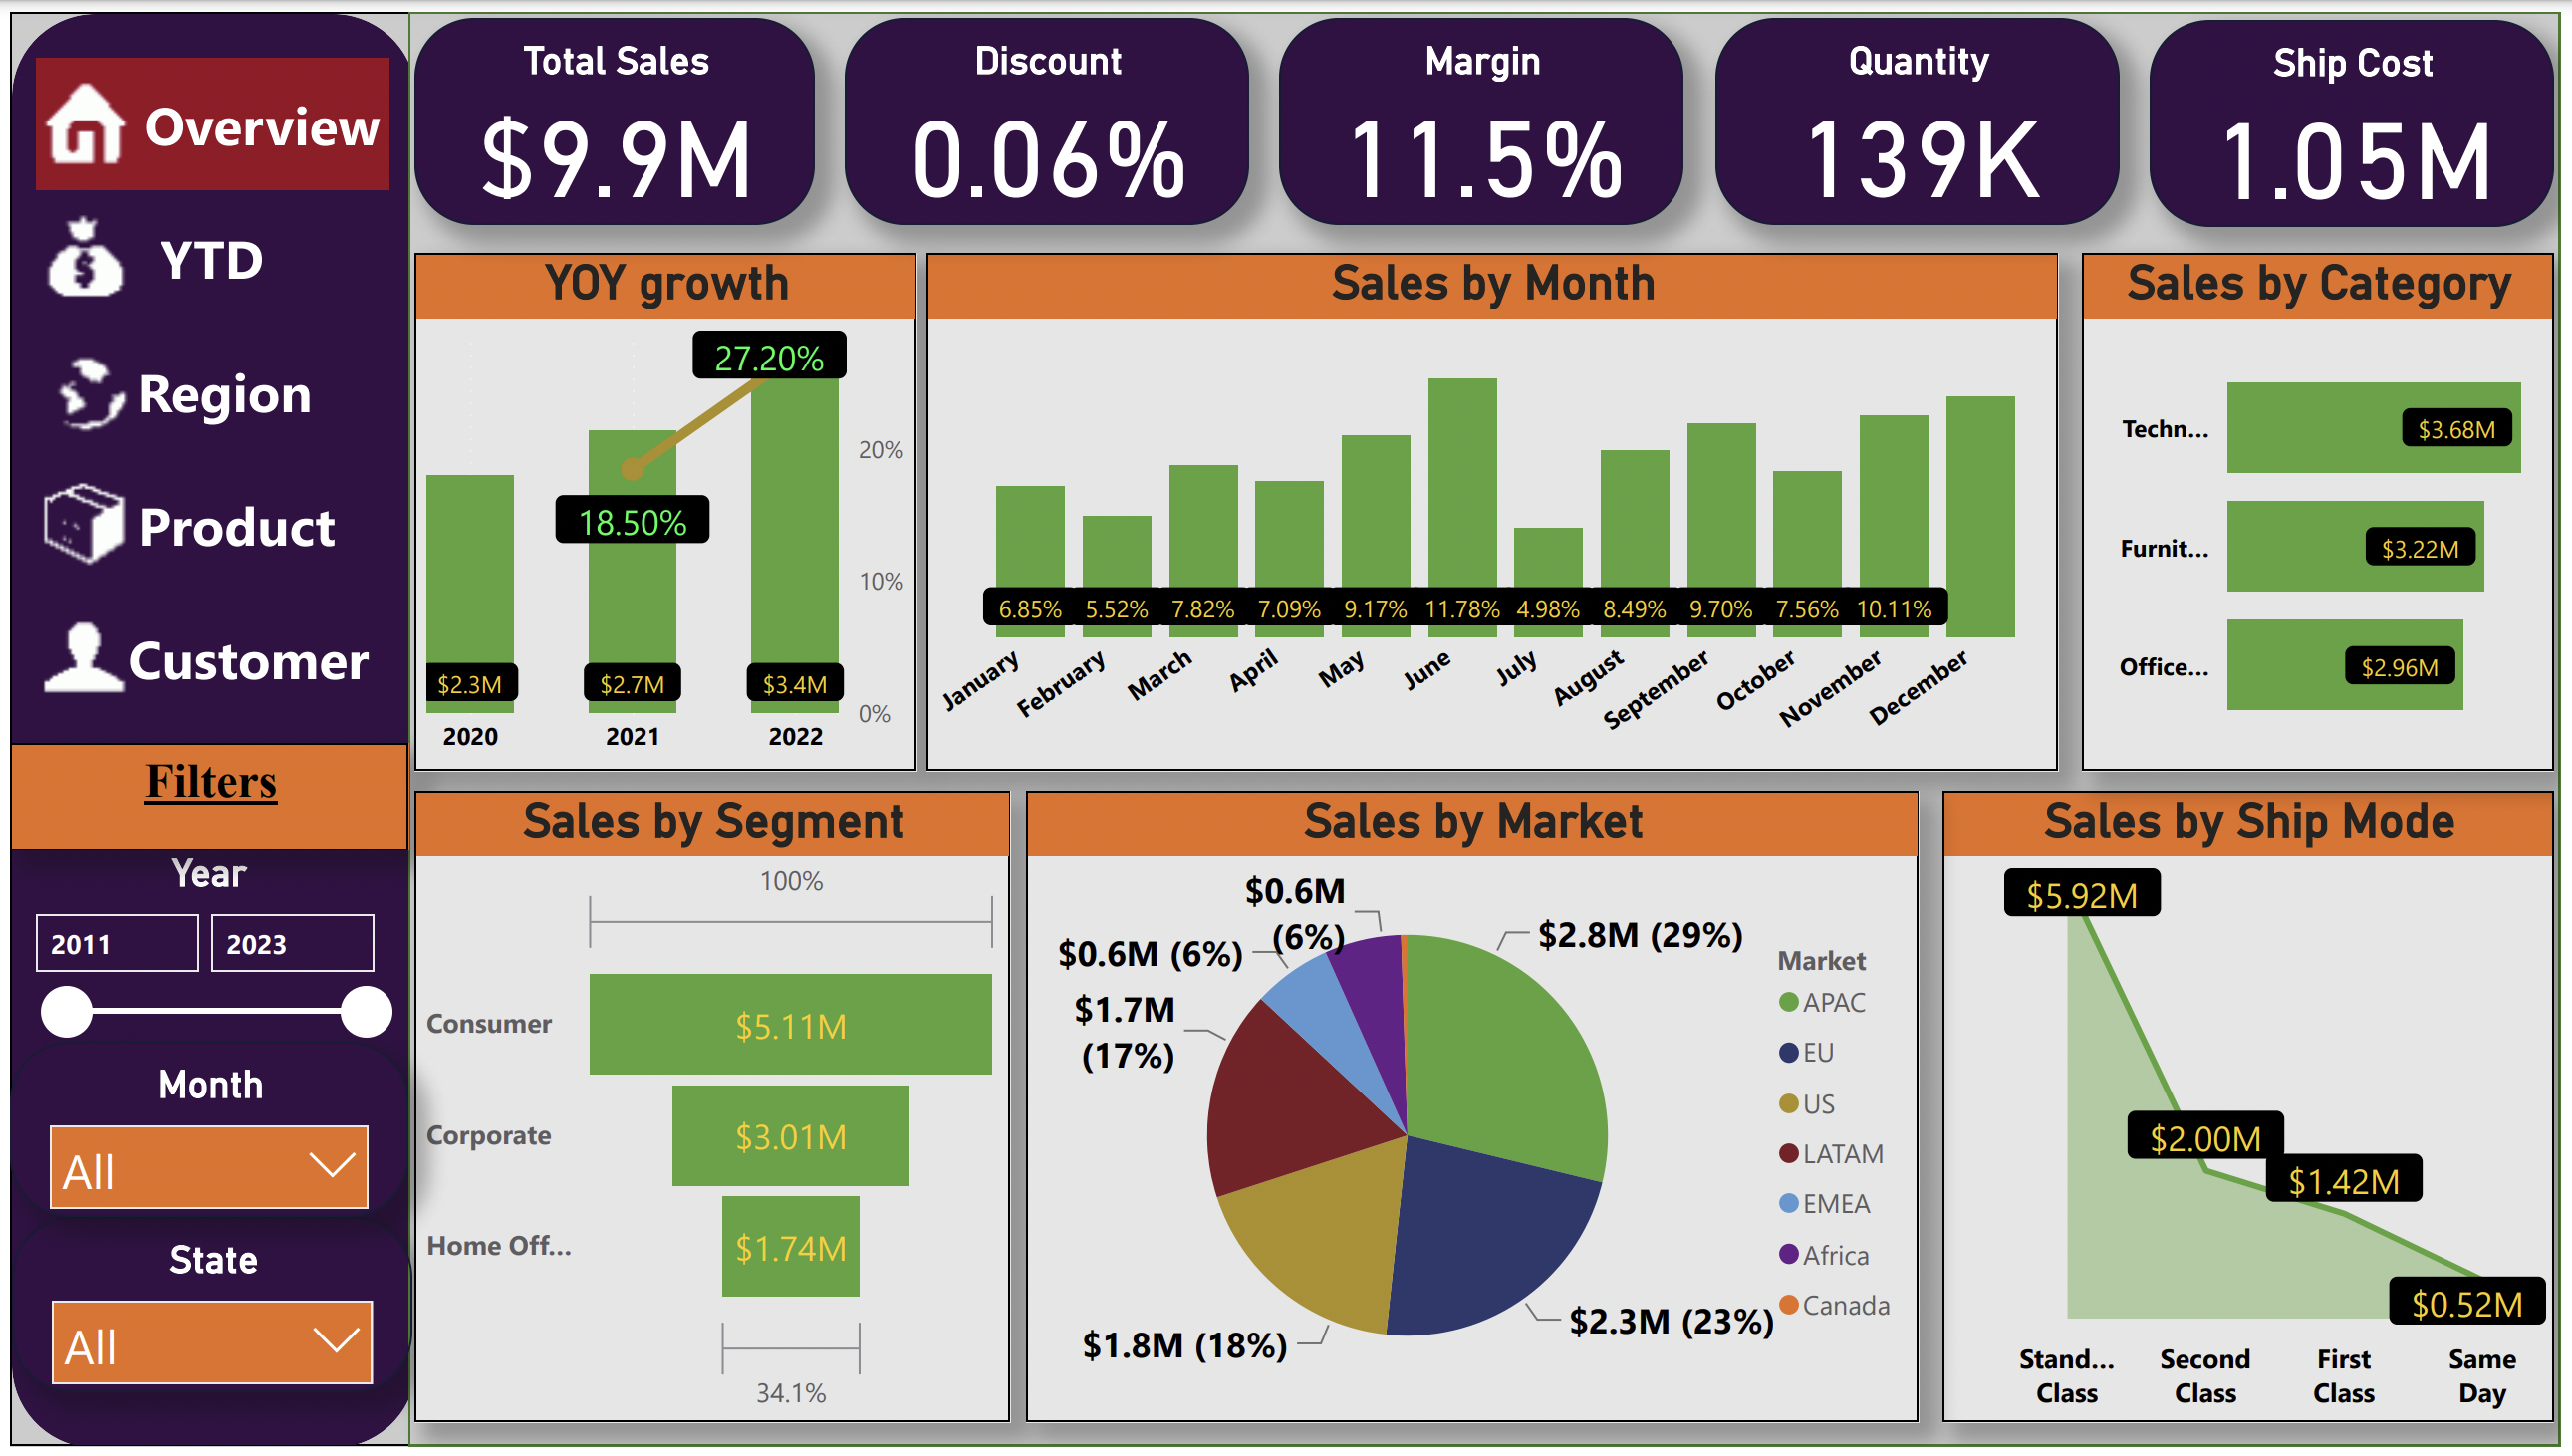 Overview
YTD
Region
Product
Customer
Filters
Year
2011 2023
Month
All
State
All
Total Sales
$9.9M
Discount
0.06%
Margin
11.5%
Quantity
139K
Ship Cost
1.05M
YOY growth
27.20%
18.50%
20%
10%
0%
$2.3M $2.7M $3.4M
2020 2021 2022
Sales by Month
6.85% 5.52% 7.82% 7.09% 9.17% 11.78% 4.98% 8.49% 9.70% 7.56% 10.11%
January February March April May June July August September October November December
Sales by Category
Techn... $3.68M
Furnit... $3.22M
Office... $2.96M
Sales by Segment
100%
Consumer $5.11M
Corporate $3.01M
Home Off... $1.74M
34.1%
Sales by Market
$0.6M
(6%)
$0.6M (6%)
$2.8M (29%)
$1.7M
(17%)
$1.8M (18%)
$2.3M (23%)
Market
APAC
EU
US
LATAM
EMEA
Africa
Canada
Sales by Ship Mode
$5.92M
$2.00M
$1.42M
$0.52M
Stand... Second First Same
Class Class Class Day